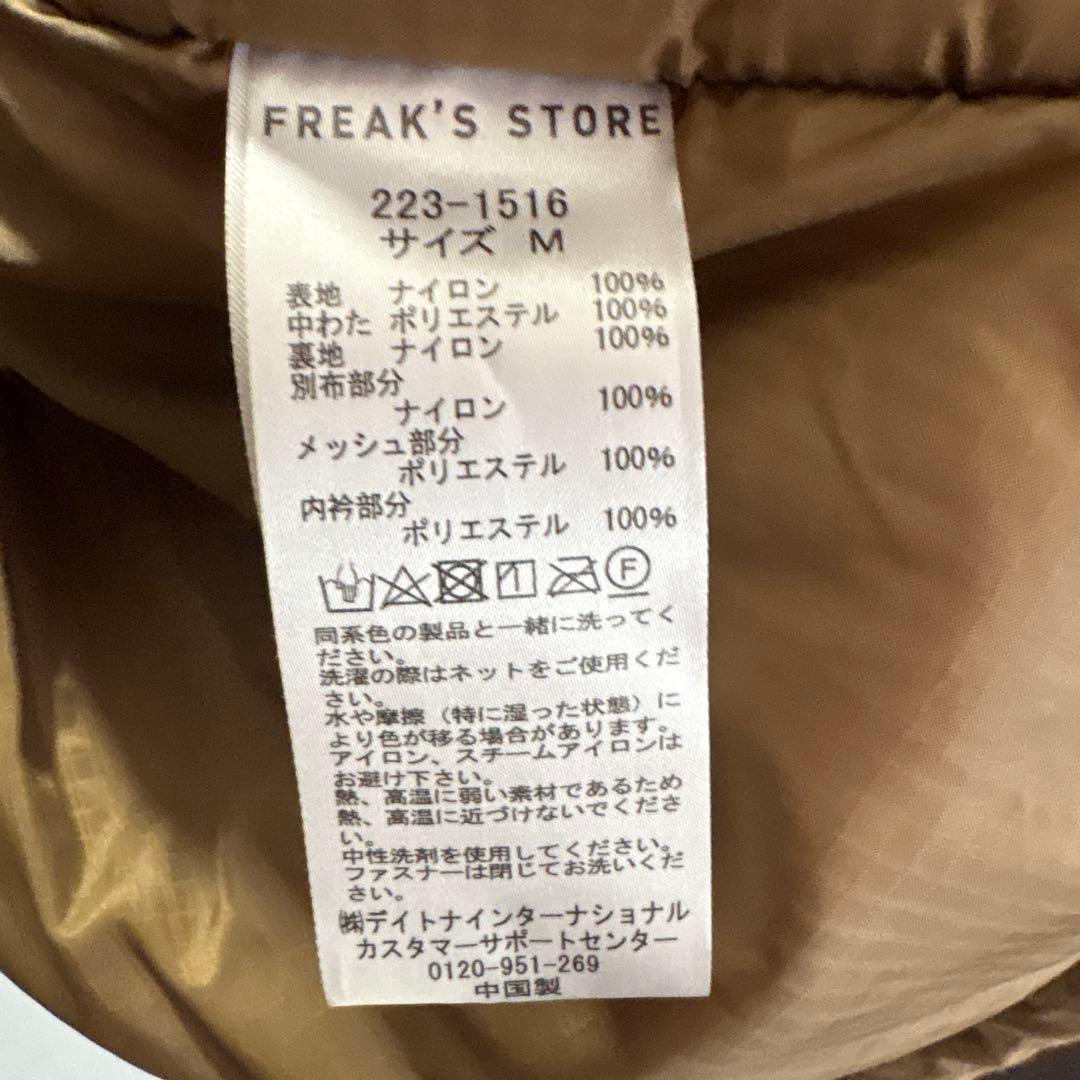 FREAK'S STORE
223-1516
サイズ M
表地 ナイロン 100%
中わた ポリエステル 100%
裏地 ナイロン 100%
別布部分
ナイロン 100%
メッシュ部分
ポリエステル 100%
内衿部分
ポリエステル 100%
F
同系色の製品と一緒に洗ってく
ださい。
洗濯の際はネットをご使用くだ
さい。
水や摩擦(特に湿った状態)に
より色が移る場合があります。
アイロン、スチームアイロンは
お避け下さい。
熱、高温に弱い素材であるため
熱、高温に近づけないでくださ
い。
中性洗剤を使用してください。
ファスナーは閉じてお洗いくだ
さい。
㈱デイトナインターナショナル
カスタマーサポートセンター
0120-951-269
中国製